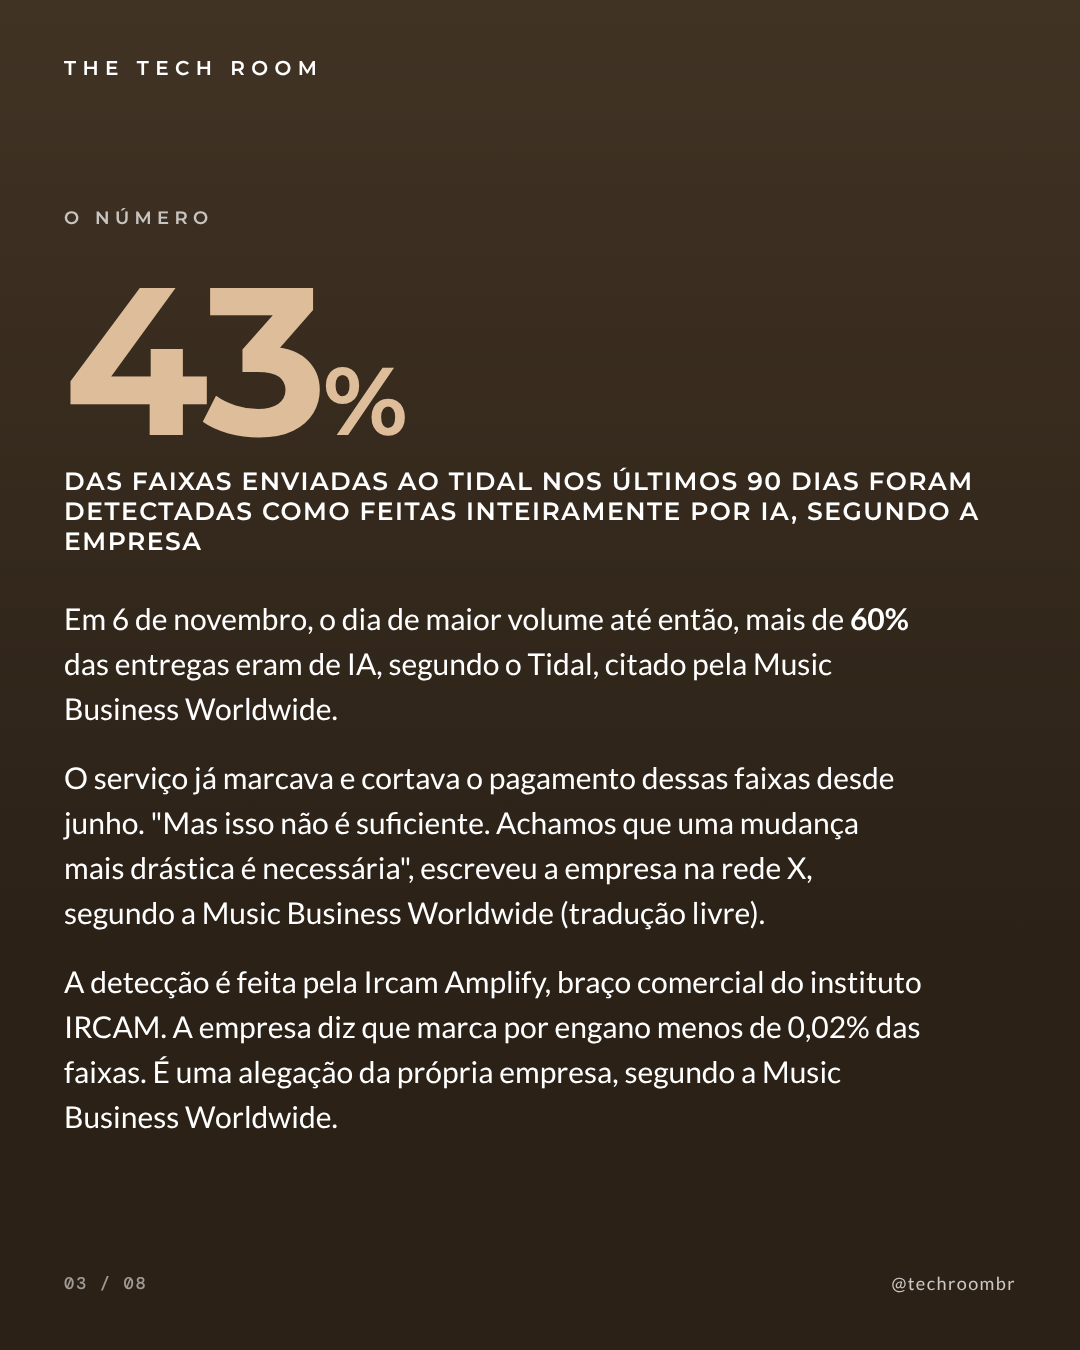 THE TECH ROOM
O NÚMERO
43%
DAS FAIXAS ENVIADAS AO TIDAL NOS ÚLTIMOS 90 DIAS FORAM
DETECTADAS COMO FEITAS INTEIRAMENTE POR IA, SEGUNDO A
EMPRESA
Em 6 de novembro, o dia de maior volume até então, mais de 60%
das entregas eram de IA, segundo o Tidal, citado pela Music
Business Worldwide.
O serviço já marcava e cortava o pagamento dessas faixas desde
junho. "Mas isso não é suficiente. Achamos que uma mudança
mais drástica é necessária", escreveu a empresa na rede X,
segundo a Music Business Worldwide (tradução livre).
A detecção é feita pela Ircam Amplify, braço comercial do instituto
IRCAM. A empresa diz que marca por engano menos de 0,02% das
faixas. É uma alegação da própria empresa, segundo a Music
Business Worldwide.
03 / 08
@techroombr